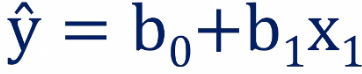 ŷ = b₀+b₁x₁